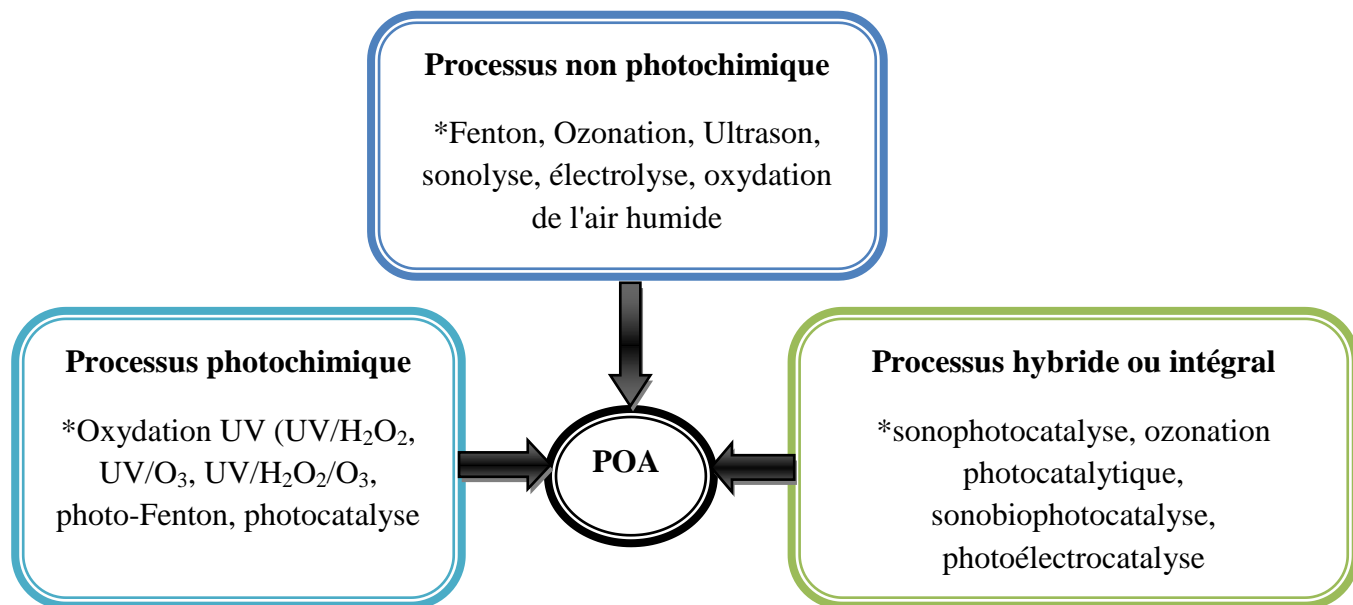 Processus non photochimique
*Fenton, Ozonation, Ultrason,
sonolyse, électrolyse, oxydation
de l'air humide
Processus photochimique
*Oxydation UV (UV/H₂O₂,
UV/O₃, UV/H₂O₂/O₃,
photo-Fenton, photocatalyse
POA
Processus hybride ou intégral
*sonophotocatalyse, ozonation
photocatalytique,
sonobiophotocatalyse,
photoélectrocatalyse